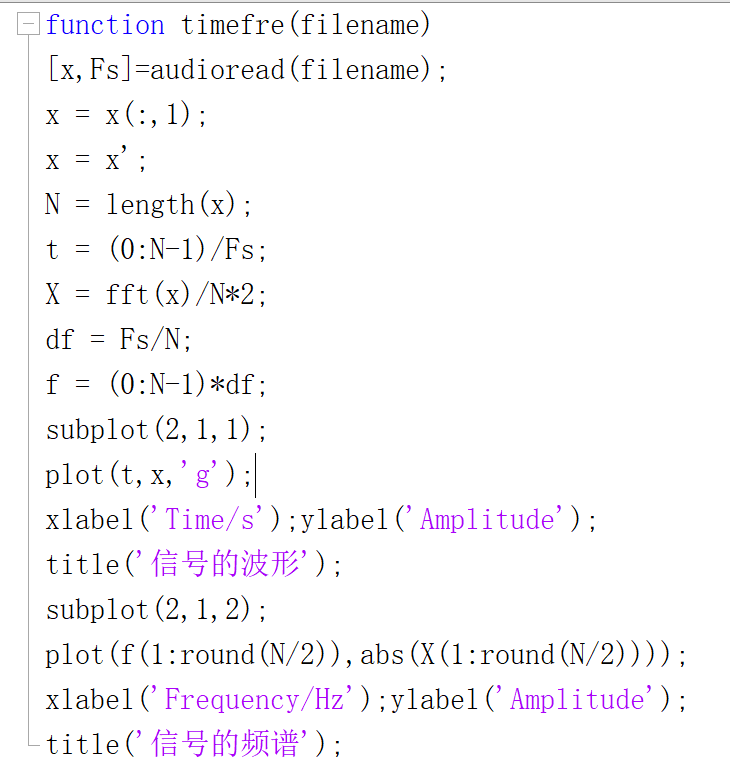 function timefre(filename)
[x,Fs]=audioread(filename);
x = x(:,1);
x = x';
N = length(x);
t = (0:N-1)/Fs;
X = fft(x)/N*2;
df = Fs/N;
f = (0:N-1)*df;
subplot(2,1,1);
plot(t,x,'g');
xlabel('Time/s');ylabel('Amplitude');
title('信号的波形');
subplot(2,1,2);
plot(f(1:round(N/2)),abs(X(1:round(N/2))));
xlabel('Frequency/Hz');ylabel('Amplitude');
title('信号的频谱');